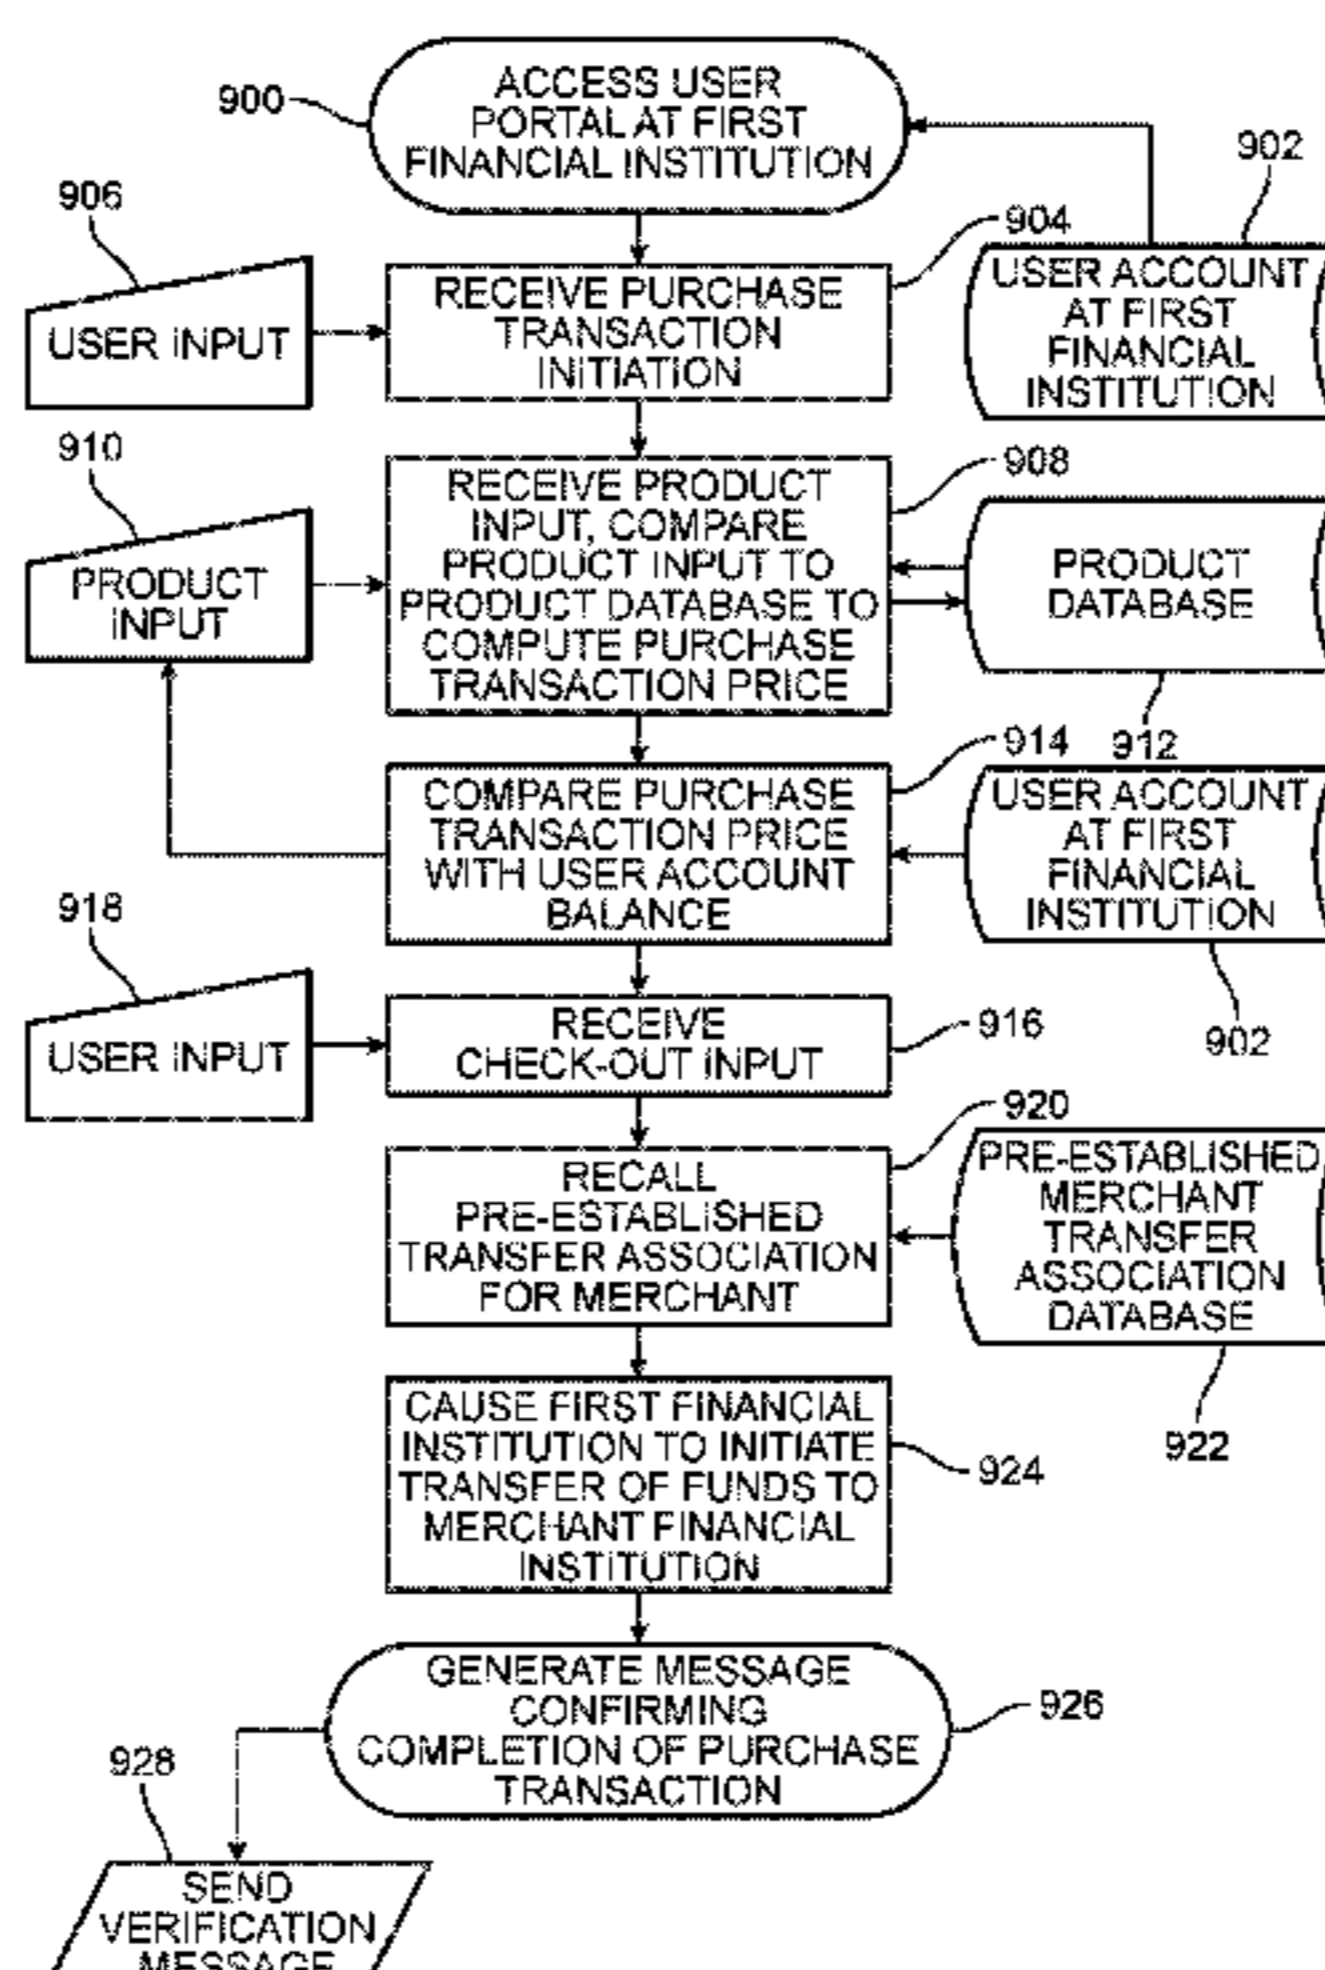 900
ACCESS USER
PORTAL AT FIRST
FINANCIAL INSTITUTION
902
USER ACCOUNT
AT FIRST
FINANCIAL
INSTITUTION
904
RECEIVE PURCHASE
TRANSACTION
INITIATION
906
USER INPUT
908
RECEIVE PRODUCT
INPUT, COMPARE
PRODUCT INPUT TO
PRODUCT DATABASE TO
COMPUTE PURCHASE
TRANSACTION PRICE
910
PRODUCT
INPUT
PRODUCT
DATABASE
912
914
COMPARE PURCHASE
TRANSACTION PRICE
WITH USER ACCOUNT
BALANCE
USER ACCOUNT
AT FIRST
FINANCIAL
INSTITUTION
902
918
USER INPUT
RECEIVE
CHECK-OUT INPUT
916
920
RECALL
PRE-ESTABLISHED
TRANSFER ASSOCIATION
FOR MERCHANT
PRE-ESTABLISHED
MERCHANT
TRANSFER
ASSOCIATION
DATABASE
922
CAUSE FIRST FINANCIAL
INSTITUTION TO INITIATE
TRANSFER OF FUNDS TO
MERCHANT FINANCIAL
INSTITUTION
924
GENERATE MESSAGE
CONFIRMING
COMPLETION OF PURCHASE
TRANSACTION
926
928
SEND
VERIFICATION
MESSAGE